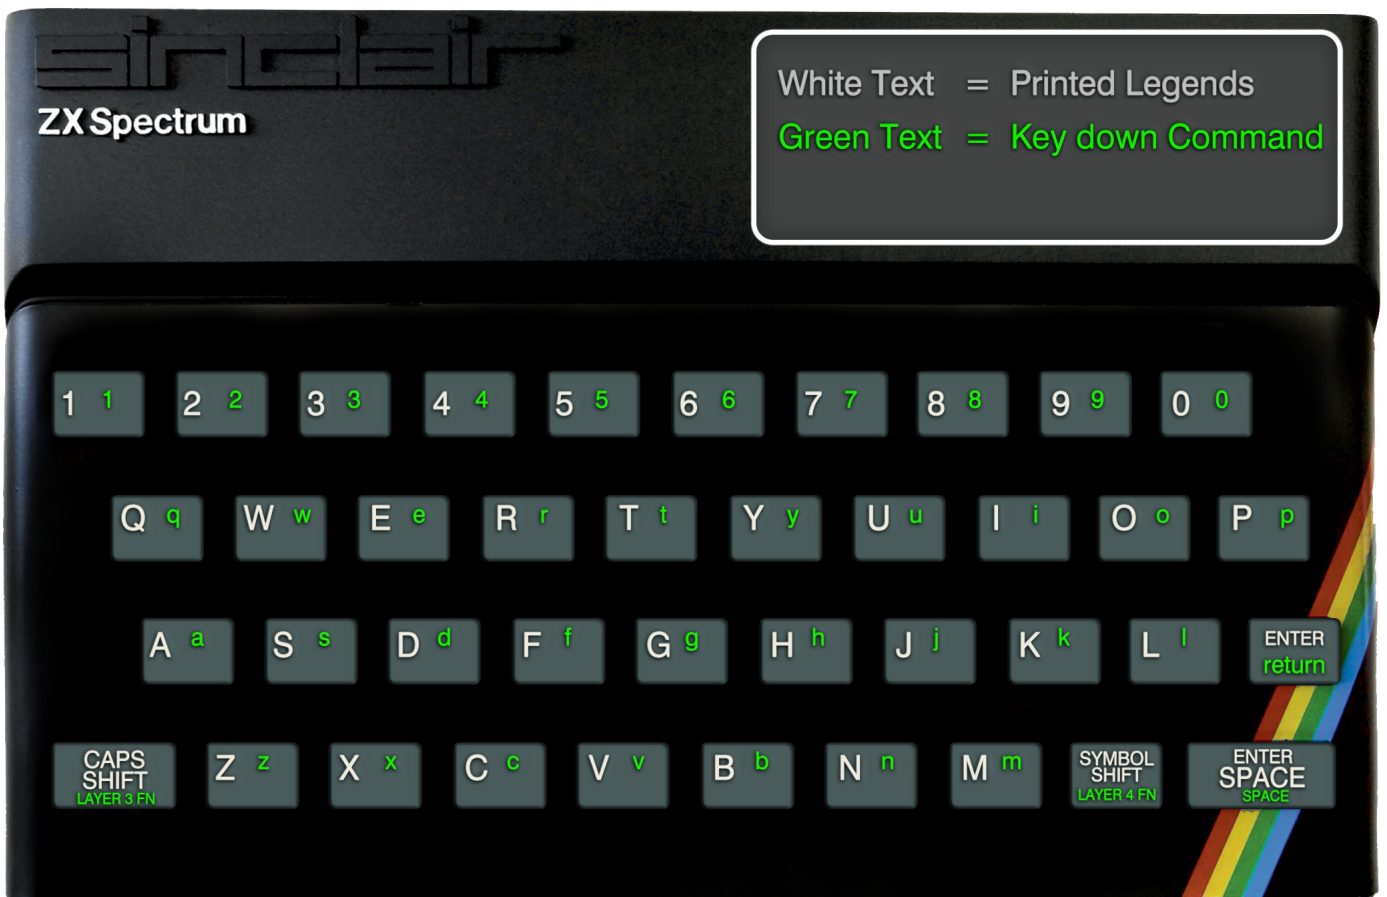 sinclair
ZX Spectrum
White Text = Printed Legends
Green Text = Key down Command
1 1 2 2 3 3 4 4 5 5 6 6 7 7 8 8 9 9 0 0
Q q W w E e R r T t Y y U u I i O o P p
A a S s D d F f G g H h J j K k L l ENTER
return
CAPS
SHIFT
LAYER 3 FN
Z z X x C c V v B b N n M m
SYMBOL
SHIFT
LAYER 4 FN
ENTER
SPACE
SPACE